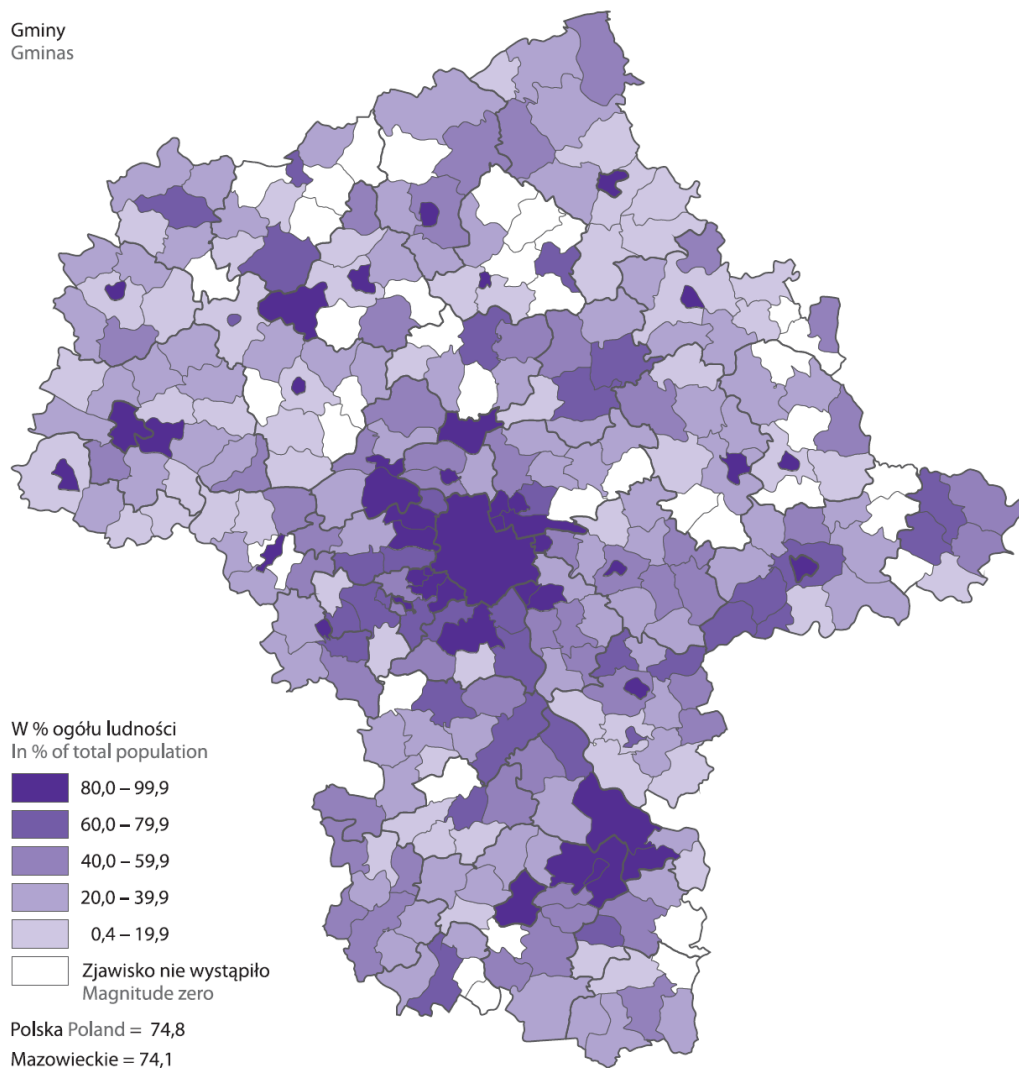 Gminy
Gminas
W % ogółu ludności
In % of total population
80,0 – 99,9
60,0 – 79,9
40,0 – 59,9
20,0 – 39,9
0,4 – 19,9
Zjawisko nie wystąpiło
Magnitude zero
Polska Poland = 74,8
Mazowieckie = 74,1